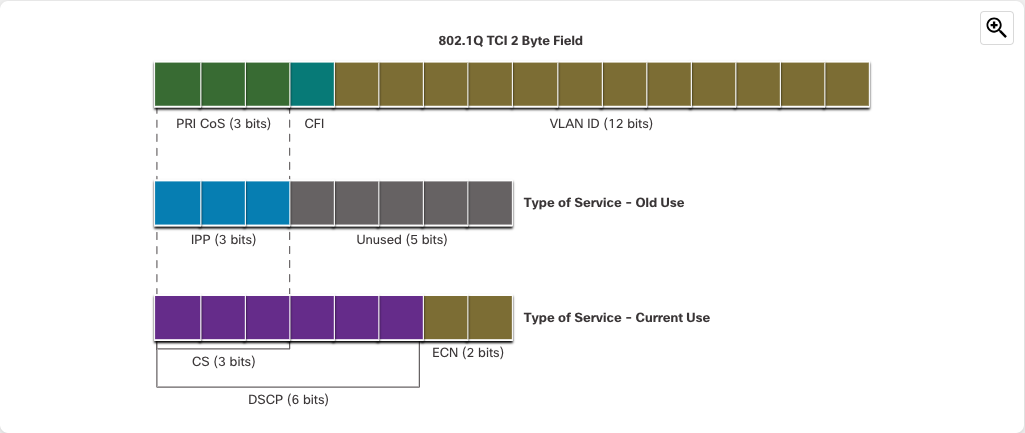 802.1Q TCI 2 Byte Field
PRI CoS (3 bits)
CFI
VLAN ID (12 bits)
Type of Service - Old Use
IPP (3 bits)
Unused (5 bits)
Type of Service - Current Use
ECN (2 bits)
CS (3 bits)
DSCP (6 bits)